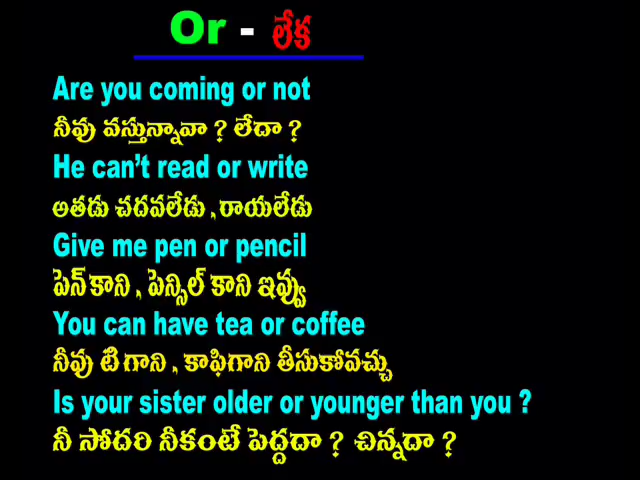 Or - లేక
Are you coming or not
నీవు వస్తున్నావా ? లేదా ?
He can't read or write
అతడు చదవలేడు ,రాయలేడు
Give me pen or pencil
పెన్ కాని , పెన్సిల్ కాని ఇవ్వు
You can have tea or coffee
నీవు టి గాని , కాఫిగాని తీసుకోవచ్చు
Is your sister older or younger than you ?
నీ సోదరి నీకంటే పెద్దదా ? చిన్నదా ?